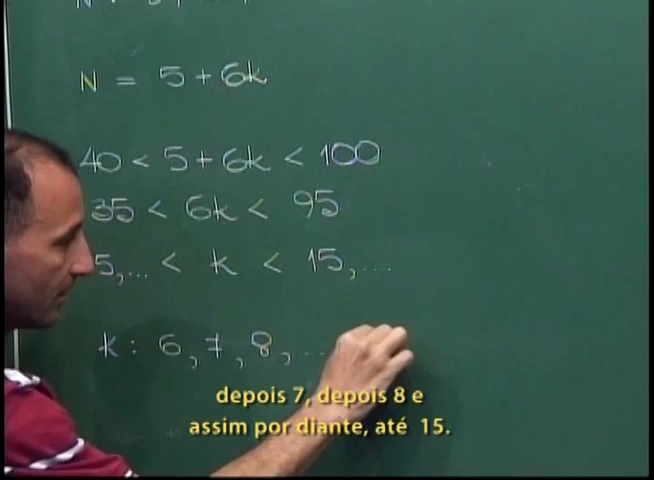 N = 5 + 6k
40 < 5 + 6k < 100
35 < 6k < 95
5,... < k < 15,...
k: 6, 7, 8, ...
depois 7, depois 8 e
assim por diante, até 15.